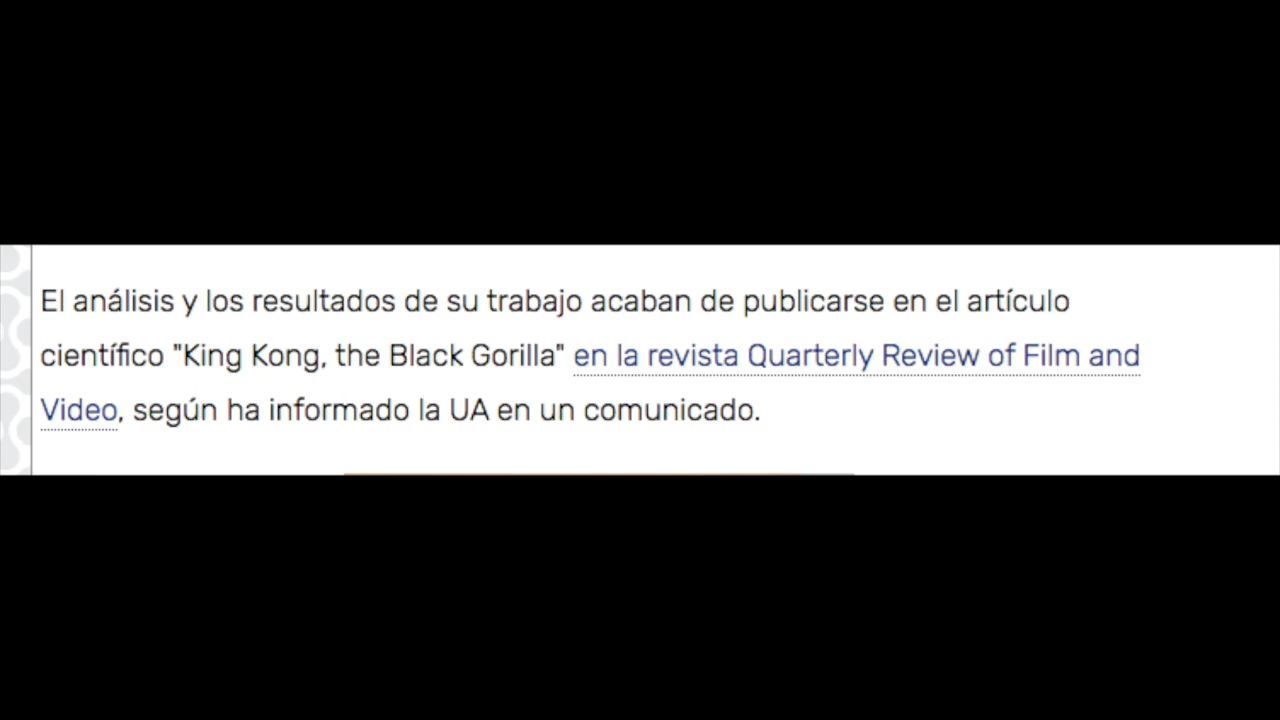 El análisis y los resultados de su trabajo acaban de publicarse en el artículo
científico "King Kong, the Black Gorilla" en la revista Quarterly Review of Film and
Video, según ha informado la UA en un comunicado.